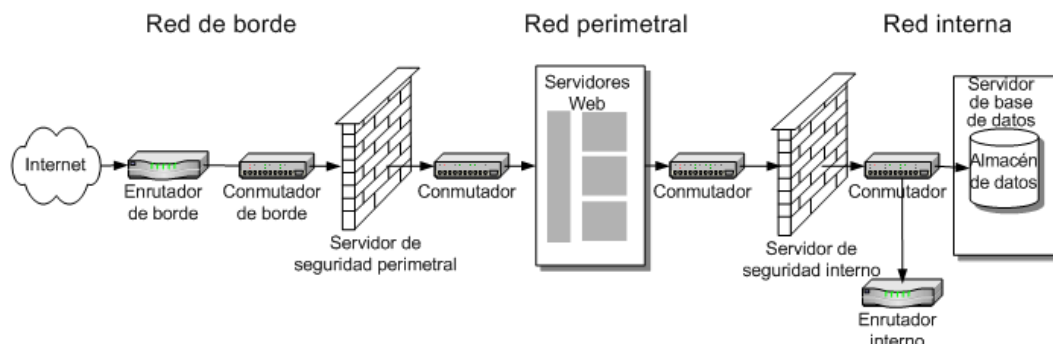 Red de borde
Red perimetral
Red interna
Internet
Enrutador
de borde
Conmutador
de borde
Servidor de
seguridad perimetral
Conmutador
Servidores
Web
Conmutador
Servidor de
seguridad interno
Conmutador
Enrutador
interno
Servidor
de base
de datos
Almacén
de datos